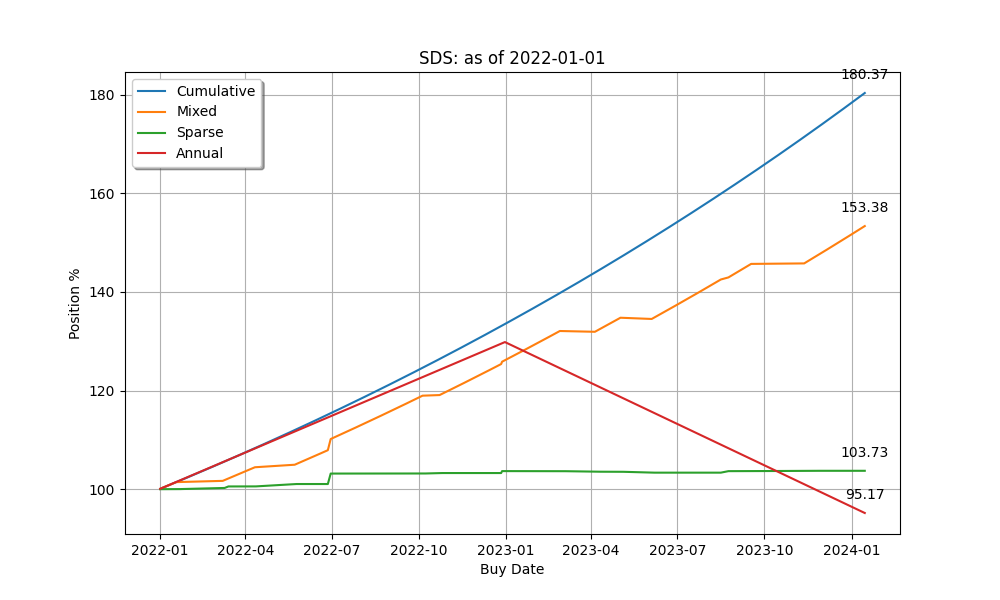 SDS: as of 2022-01-01
180.37
180
Cumulative
Mixed
Sparse
Annual
160
153.38
140
Position %
120
103.73
100
95.17
2022-01 2022-04 2022-07 2022-10 2023-01 2023-04 2023-07 2023-10 2024-01
Buy Date